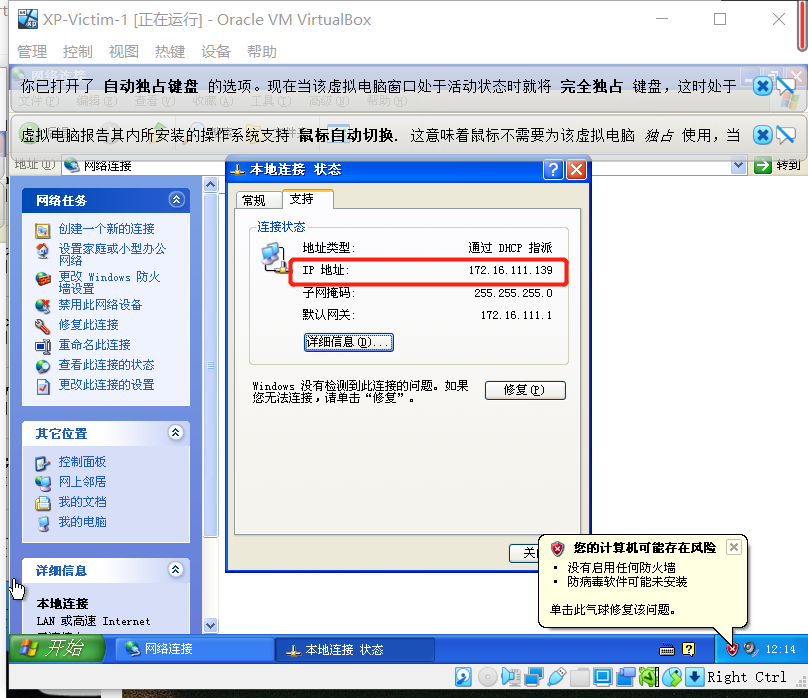 XP-Victim-1 [正在运行] - Oracle VM VirtualBox
管理 控制 视图 热键 设备 帮助
你已打开了 自动独占键盘 的选项。现在当该虚拟电脑窗口处于活动状态时就将 完全独占 键盘，这时处于
文件(F) 编辑(E) 查看(V) 收藏(A) 工具(T) 高级(N) 帮助(H)
虚拟电脑报告其内所安装的操作系统支持 鼠标自动切换. 这意味着鼠标不需要为该虚拟电脑 独占 使用，当
地址(D) 网络连接 转到
本地连接 状态
常规 支持
连接状态
地址类型: 通过 DHCP 指派
IP 地址: 172.16.111.139
子网掩码: 255.255.255.0
默认网关: 172.16.111.1
详细信息(D)...
Windows 没有检测到此连接的问题。如果
您无法连接，请单击“修复”。
修复(P)
网络任务
创建一个新的连接
设置家庭或小型办公
网络
更改 Windows 防火
墙设置
禁用此网络设备
修复此连接
重命名此连接
查看此连接的状态
更改此连接的设置
其它位置
控制面板
网上邻居
我的文档
我的电脑
详细信息
本地连接
LAN 或高速 Internet
您的计算机可能存在风险
• 没有启用任何防火墙
• 防病毒软件可能未安装
单击此气球修复该问题。
开始 网络连接 本地连接 状态 12:14
Right Ctrl